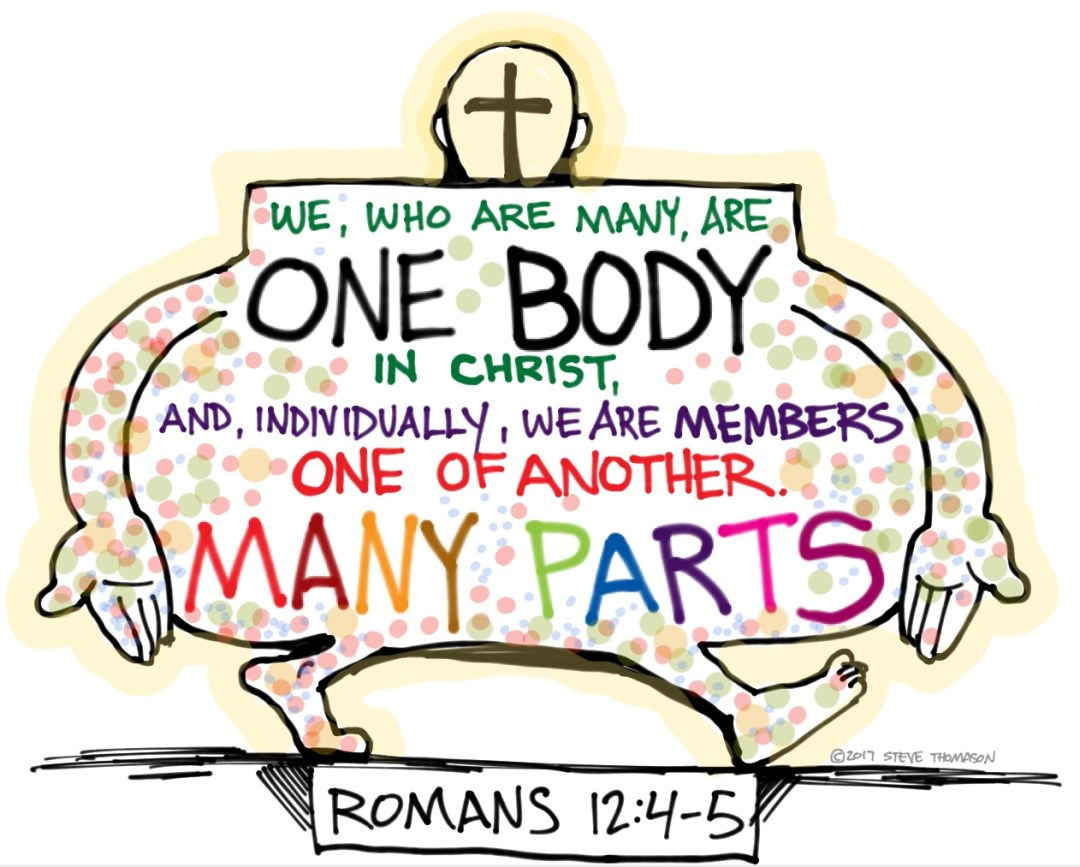 WE, WHO ARE MANY, ARE
ONE BODY
IN CHRIST,
AND, INDIVIDUALLY, WE ARE MEMBERS
ONE OF ANOTHER.
MANY PARTS
©2017 STEVE THOMASON
ROMANS 12:4-5